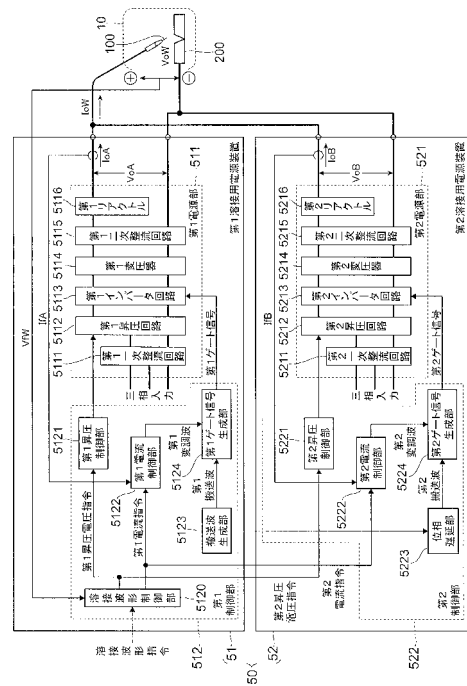 10
100
200
VoW
IoW
⊕
⊖
VfW
IfA
IoA
VoA
511
第1電源部
第1溶接用電源装置
5111
第1一次整流回路
5112
第1昇圧回路
5113
第1インバータ回路
5114
第1変圧器
5115
第1二次整流回路
5116
第1リアクトル
三相入力
第1ゲート信号
5121
第1昇圧制御部
5122
第1電流制御部
第1変調波
5124
第1ゲート信号生成部
第1搬送波
5123
搬送波生成部
第1昇圧電圧指令
第1電流指令
5120
溶接波形制御部
第1制御部
溶接波形指令
512
51
50
52
IfB
IoB
VoB
521
第2電源部
第2溶接用電源装置
5211
第2一次整流回路
5212
第2昇圧回路
5213
第2インバータ回路
5214
第2変圧器
5215
第2二次整流回路
5216
第2リアクトル
三相入力
第2ゲート信号
5221
第2昇圧制御部
5222
第2電流制御部
第2変調波
5224
第2ゲート信号生成部
第2搬送波
5223
位相遅延部
第2昇圧電圧指令
第2電流指令
第2制御部
522